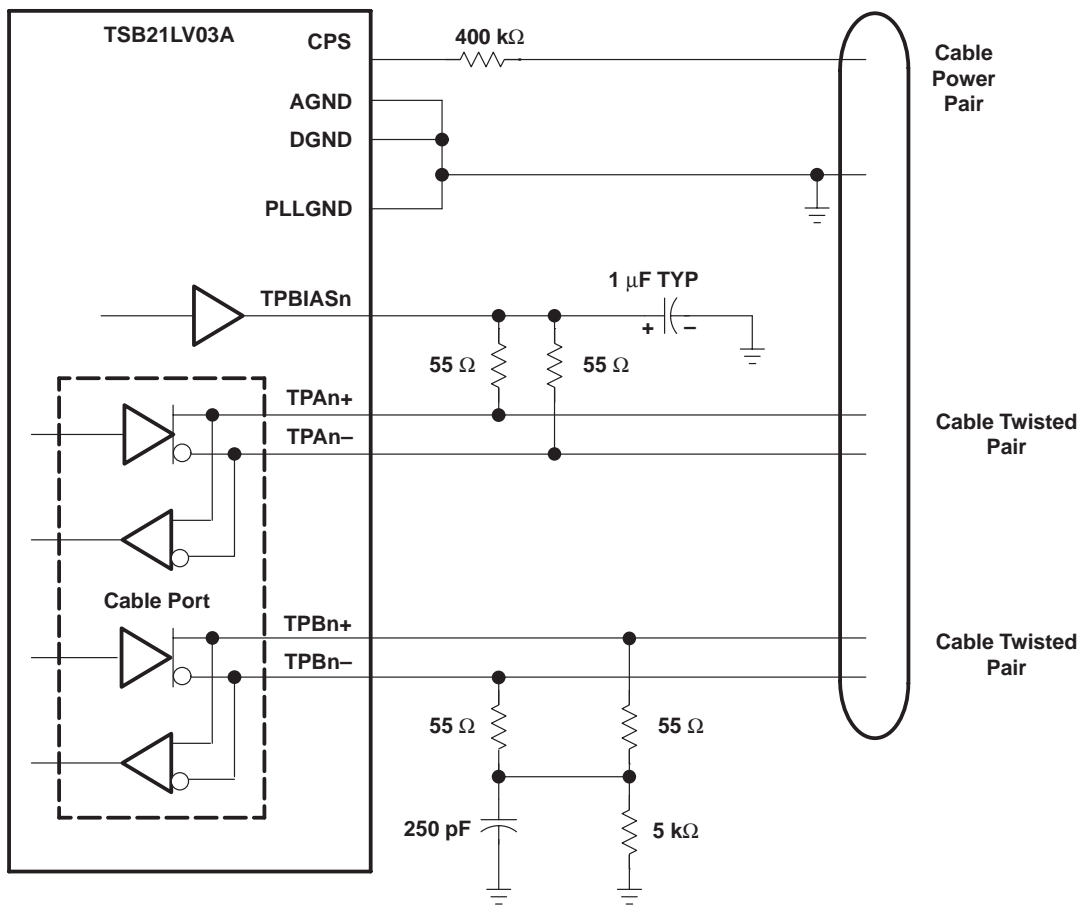 TSB21LV03A
CPS
400 kΩ
Cable
Power
Pair
AGND
DGND
PLLGND
1 μF TYP
TPBIASn
+
–
55 Ω
55 Ω
TPAn+
TPAn–
Cable Twisted
Pair
Cable Port
TPBn+
TPBn–
Cable Twisted
Pair
55 Ω
55 Ω
250 pF
5 kΩ